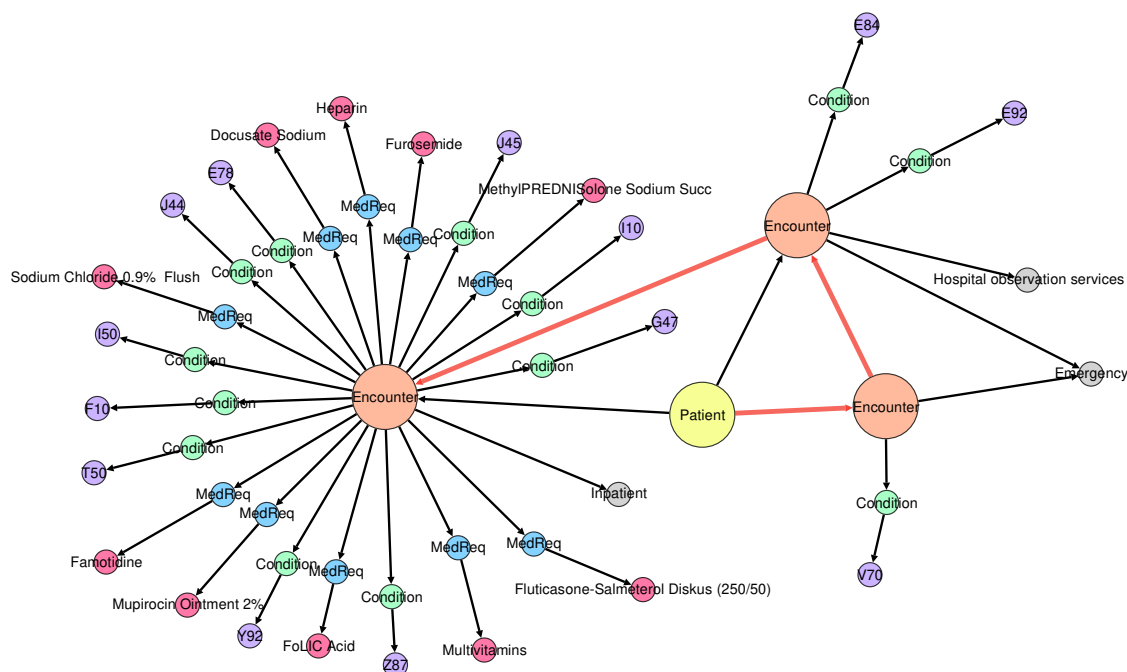 E84
Condition
E92
Heparin
Docusate Sodium
Furosemide
J45
Condition
E78
MethylPREDNISolone Sodium Succ
J44
MedReq
I10
Encounter
MedReq
MedReq
Condition
Condition
Condition
Sodium Chloride 0.9%  Flush
MedReq
Hospital observation services
Condition
MedReq
G47
I50
Condition
Condition
Emergency
Encounter
F10
Condition
Patient
Encounter
Condition
T50
MedReq
Inpatient
MedReq
Condition
MedReq
MedReq
Famotidine
Condition
MedReq
V70
Fluticasone-Salmeterol Diskus (250/50)
Condition
Mupirocin Ointment 2%
Y92
FoLIC Acid
Multivitamins
Z87